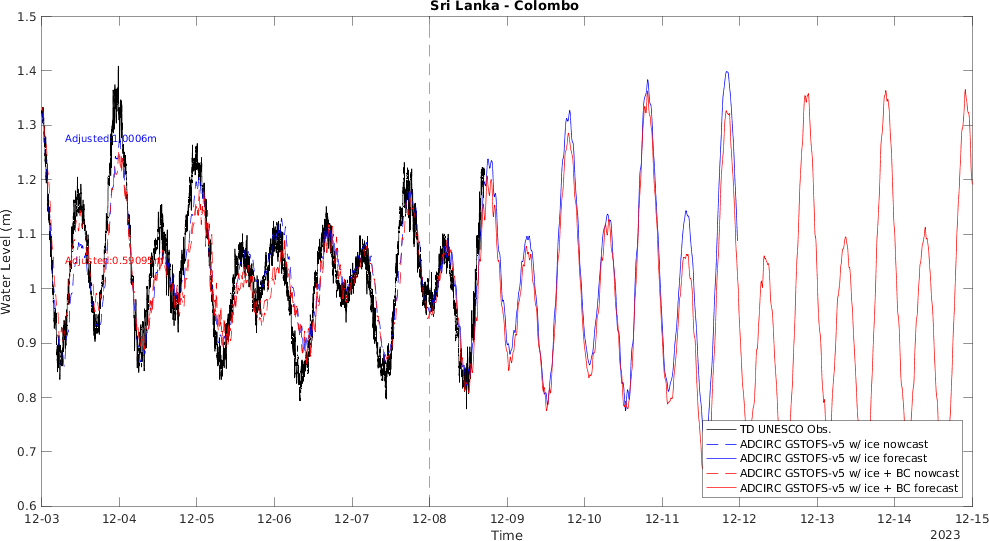 Sri Lanka - Colombo
1.5
1.4
1.3
1.2
1.1
1
0.9
0.8
0.7
0.6
Water Level (m)
Adjusted:1.0006m
Adjusted:0.59095m
TD UNESCO Obs.
ADCIRC GSTOFS-v5 w/ ice nowcast
ADCIRC GSTOFS-v5 w/ ice forecast
ADCIRC GSTOFS-v5 w/ ice + BC nowcast
ADCIRC GSTOFS-v5 w/ ice + BC forecast
12-03 12-04 12-05 12-06 12-07 12-08 12-09 12-10 12-11 12-12 12-13 12-14 12-15
Time
2023